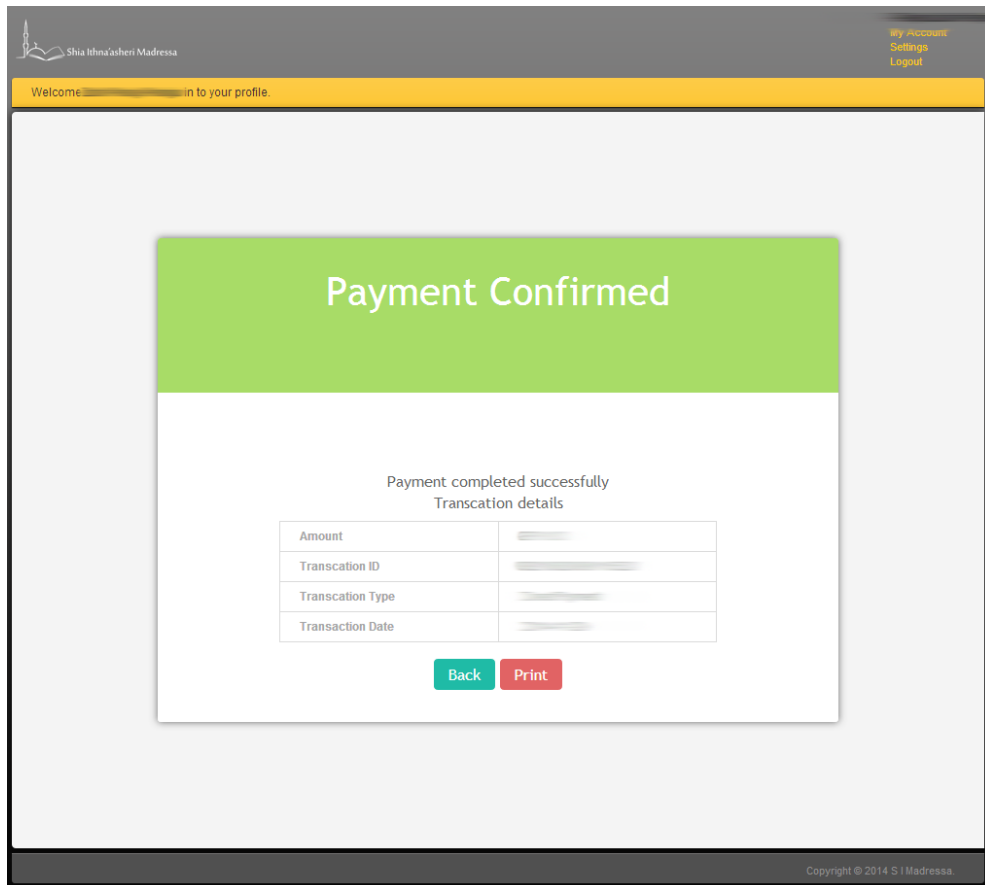 Shia Ithna'asheri Madressa
My Account
Settings
Logout
Welcome in to your profile.
Payment Confirmed
Payment completed successfully
Transcation details
Amount
Transcation ID
Transcation Type
Transaction Date
Back Print
Copyright © 2014 S I Madressa.